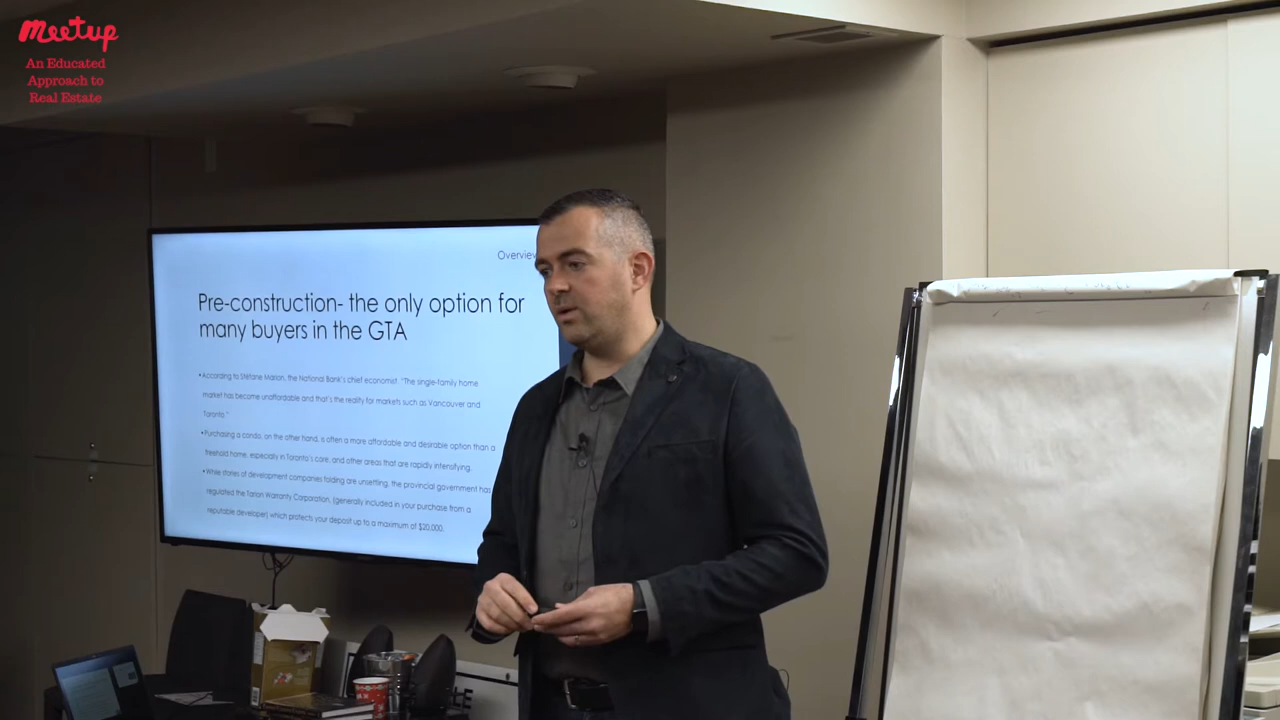 Meetup
An Educated
Approach to
Real Estate
Overview
Pre-construction- the only option for
many buyers in the GTA
•According to Stéfane Marion, the National Bank's chief economist "The single-family home
market has become unaffordable and that's the reality for markets such as Vancouver and
Toronto."
•Purchasing a condo, on the other hand, is often a more affordable and desirable option than a
freehold home, especially in Toronto's core, and other areas that are rapidly intensifying.
•While stories of development companies folding are unsettling, the provincial government has
regulated the Tarion Warranty Corporation, (generally included in your purchase from a
reputable developer) which protects your deposit up to a maximum of $20,000.